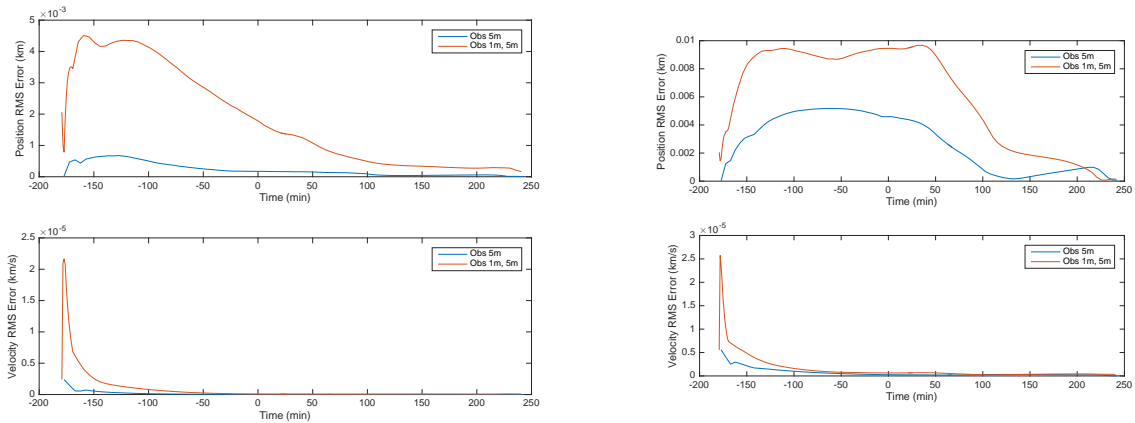 ×10-3
5
4
3
2
1
0
Position RMS Error (km)
Obs 5m
Obs 1m, 5m
-200 -150 -100 -50 0 50 100 150 200 250
Time (min)
0.01
0.008
0.006
0.004
0.002
0
Position RMS Error (km)
Obs 5m
Obs 1m, 5m
-200 -150 -100 -50 0 50 100 150 200 250
Time (min)
×10-5
2.5
2
1.5
1
0.5
0
Velocity RMS Error (km/s)
Obs 5m
Obs 1m, 5m
-200 -150 -100 -50 0 50 100 150 200 250
Time (min)
×10-5
3
2.5
2
1.5
1
0.5
0
Velocity RMS Error (km/s)
Obs 5m
Obs 1m, 5m
-200 -150 -100 -50 0 50 100 150 200 250
Time (min)